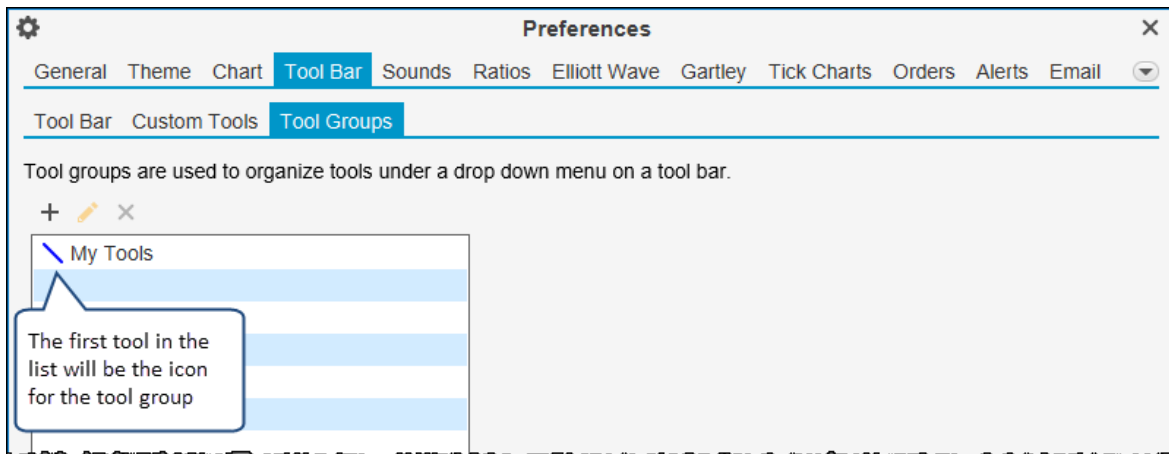 Preferences
General Theme Chart Tool Bar Sounds Ratios Elliott Wave Gartley Tick Charts Orders Alerts Email
Tool Bar Custom Tools Tool Groups
Tool groups are used to organize tools under a drop down menu on a tool bar.
My Tools
The first tool in the
list will be the icon
for the tool group